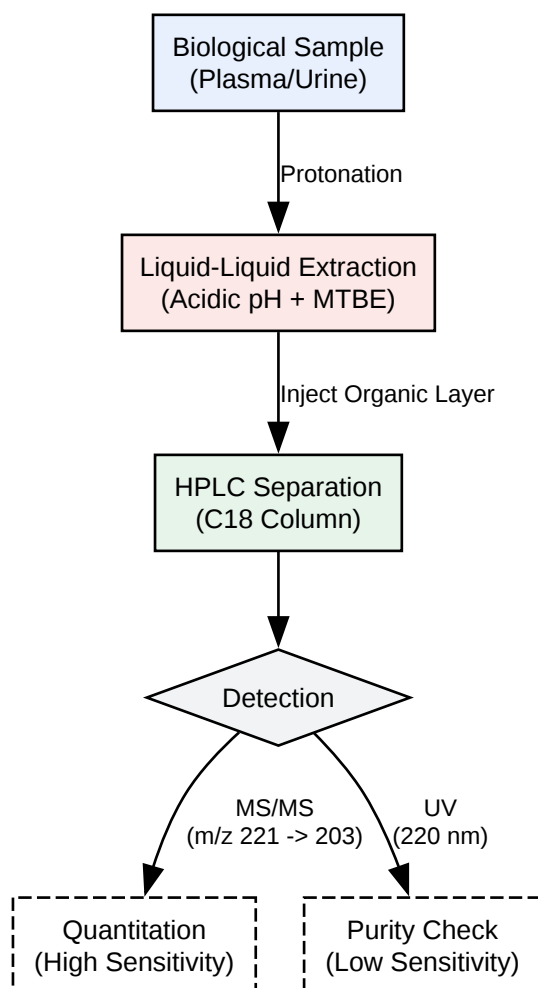 Biological Sample
(Plasma/Urine)
Protonation
Liquid-Liquid Extraction
(Acidic pH + MTBE)
Inject Organic Layer
HPLC Separation
(C18 Column)
Detection
MS/MS
(m/z 221 -> 203)
UV
(220 nm)
Quantitation
(High Sensitivity)
Purity Check
(Low Sensitivity)